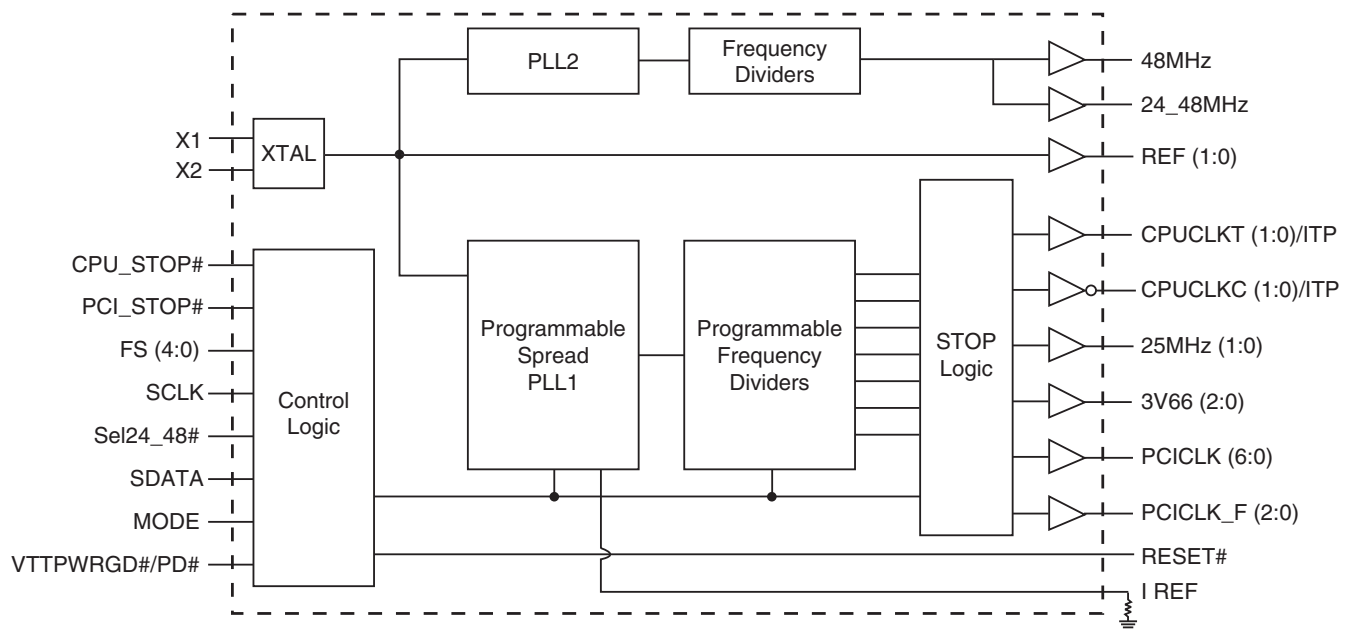 PLL2
Frequency
Dividers
48MHz
24_48MHz
X1
X2
XTAL
REF (1:0)
CPU_STOP#
PCI_STOP#
FS (4:0)
SCLK
Sel24_48#
SDATA
MODE
VTTPWRGD#/PD#
Control
Logic
Programmable
Spread
PLL1
Programmable
Frequency
Dividers
STOP
Logic
CPUCLKT (1:0)/ITP
CPUCLKC (1:0)/ITP
25MHz (1:0)
3V66 (2:0)
PCICLK (6:0)
PCICLK_F (2:0)
RESET#
I REF